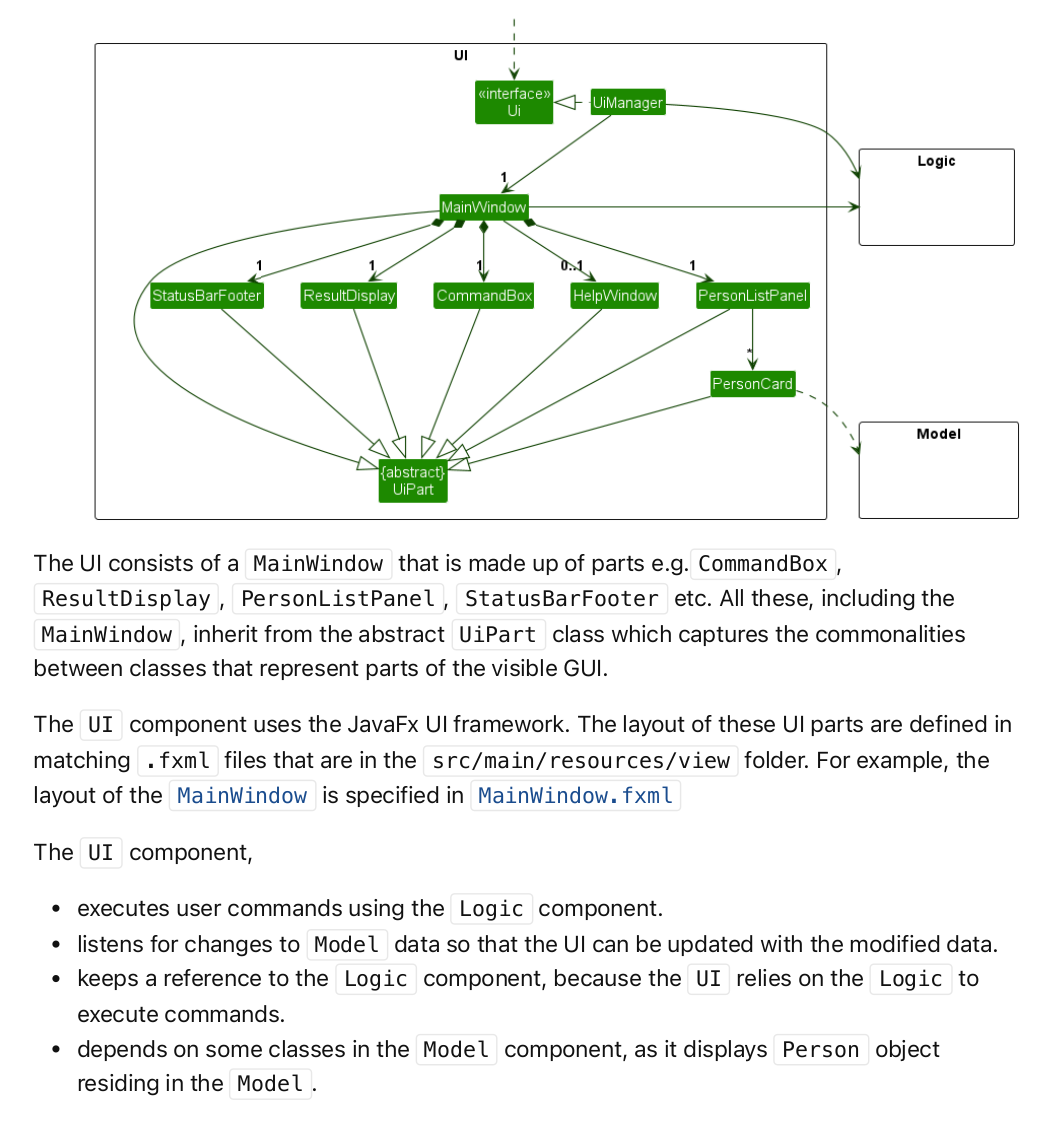 UI
«interface»
Ui
UiManager
Logic
1
MainWindow
1
1
1
0..1
1
StatusBarFooter
ResultDisplay
CommandBox
HelpWindow
PersonListPanel
*
PersonCard
Model
{abstract}
UiPart
The UI consists of a MainWindow that is made up of parts e.g. CommandBox ,
ResultDisplay , PersonListPanel , StatusBarFooter etc. All these, including the
MainWindow , inherit from the abstract UiPart class which captures the commonalities
between classes that represent parts of the visible GUI.
The UI component uses the JavaFx UI framework. The layout of these UI parts are defined in
matching .fxml files that are in the src/main/resources/view folder. For example, the
layout of the MainWindow is specified in MainWindow.fxml
The UI component,
• executes user commands using the Logic component.
• listens for changes to Model data so that the UI can be updated with the modified data.
• keeps a reference to the Logic component, because the UI relies on the Logic to
execute commands.
• depends on some classes in the Model component, as it displays Person object
residing in the Model .